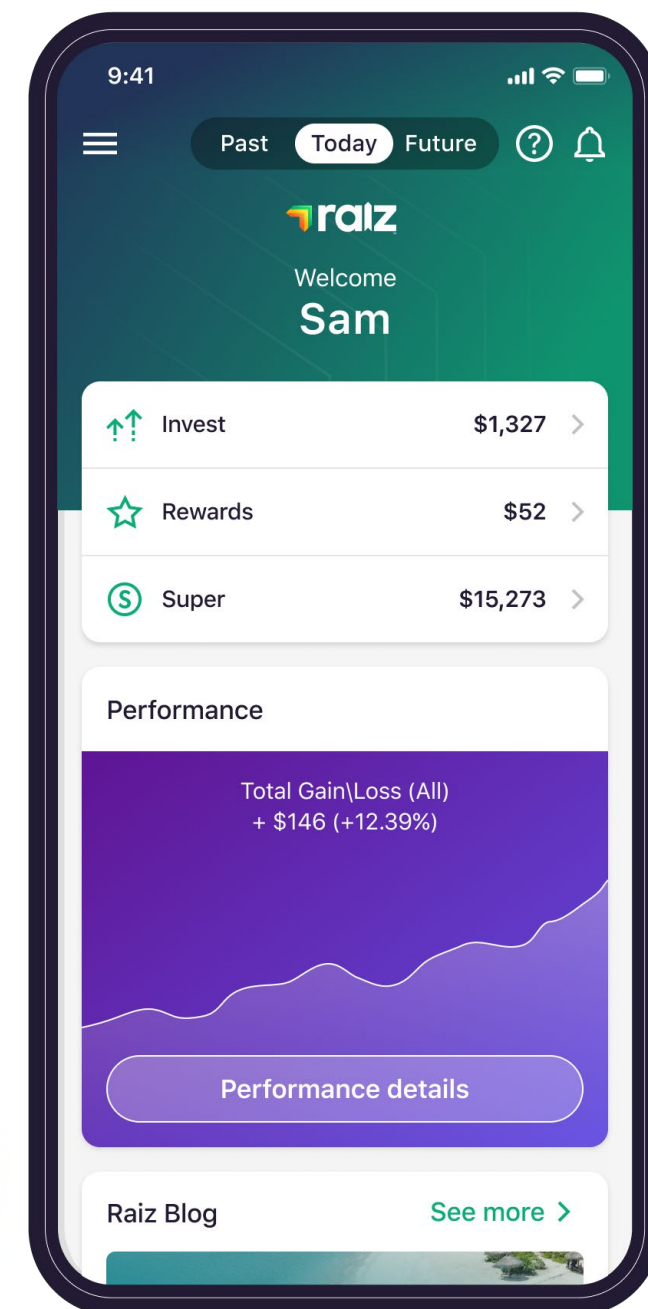 9:41
Past Today Future
raiz
Welcome
Sam
Invest $1,327
Rewards $52
Super $15,273
Performance
Total Gain\Loss (All)
+ $146 (+12.39%)
Performance details
Raiz Blog See more